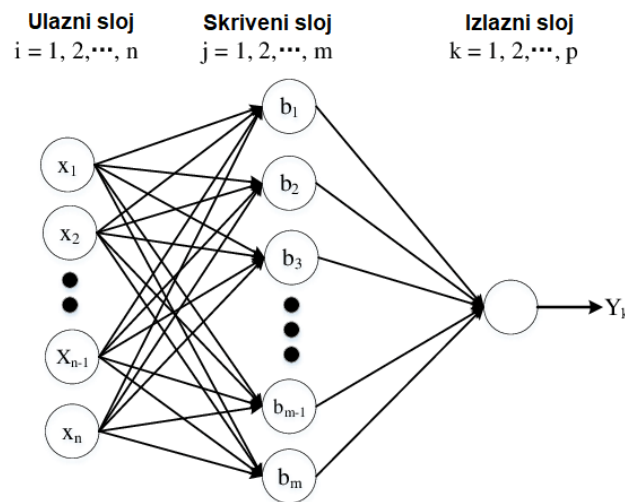 Ulazni sloj
i = 1, 2,···, n
Skriveni sloj
j = 1, 2,···, m
Izlazni sloj
k = 1, 2,···, p
x1
x2
Xn-1
xn
b1
b2
b3
bm-1
bm
Yk